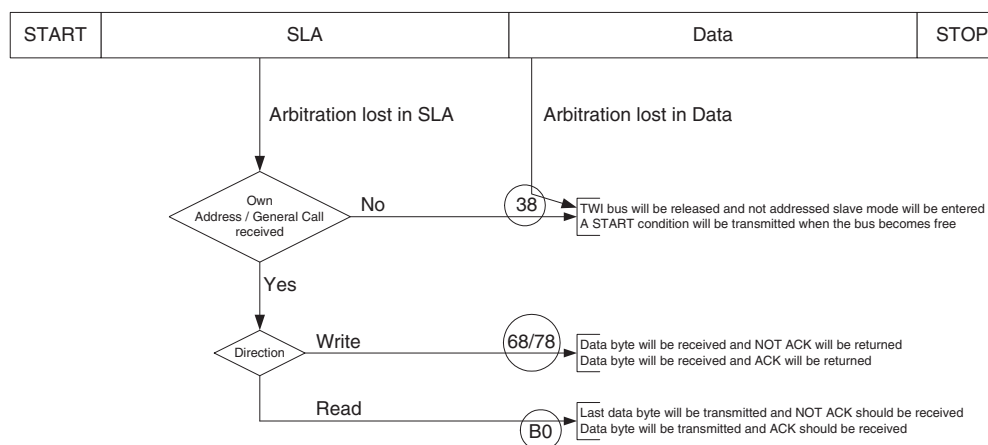 START SLA Data STOP
Arbitration lost in SLA Arbitration lost in Data
Own
Address / General Call
received
No
38
TWI bus will be released and not addressed slave mode will be entered
A START condition will be transmitted when the bus becomes free
Yes
Direction
Write
68/78
Data byte will be received and NOT ACK will be returned
Data byte will be received and ACK will be returned
Read
B0
Last data byte will be transmitted and NOT ACK should be received
Data byte will be transmitted and ACK should be received